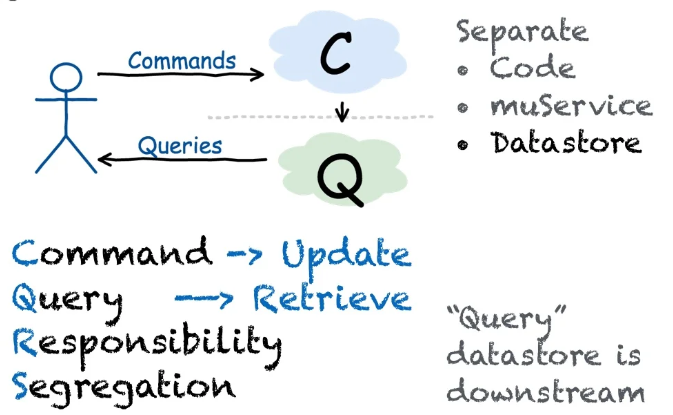 Commands
C
Queries
Q
Separate
• Code
• muService
• Datastore
Command -> Update
Query —> Retrieve
Responsibility
Segregation
"Query"
datastore is
downstream